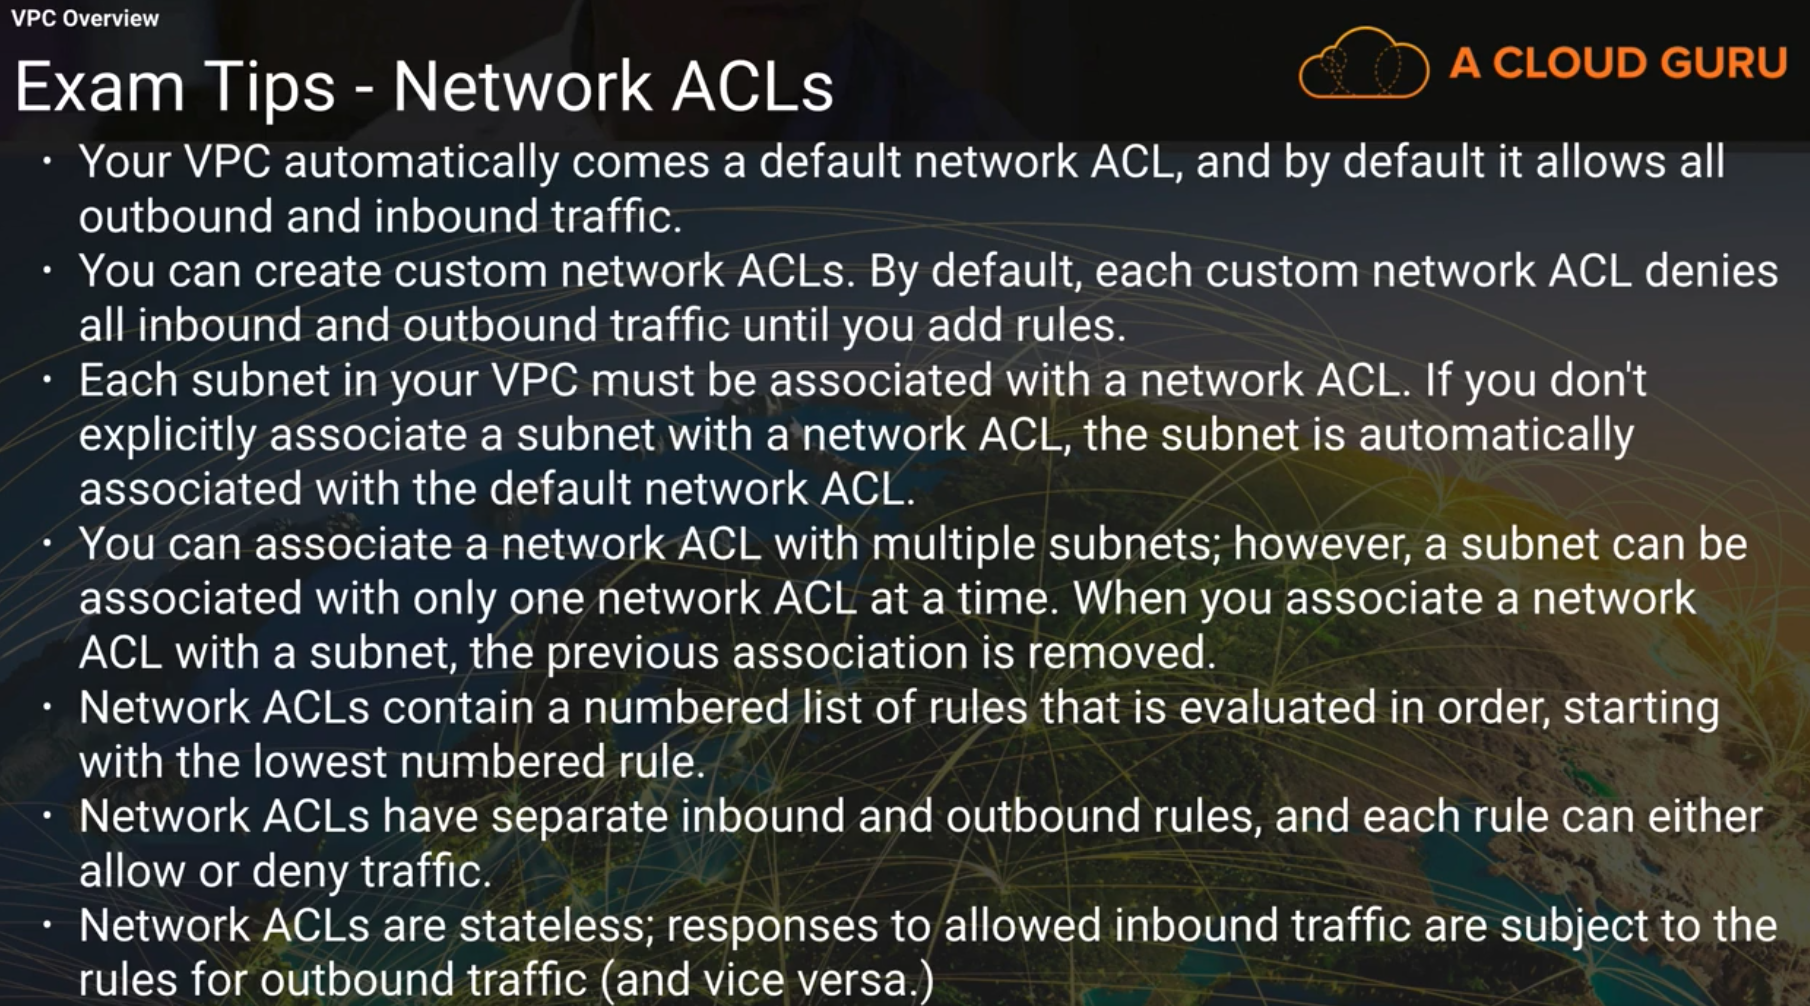 VPC Overview
Exam Tips - Network ACLs
A CLOUD GURU
· Your VPC automatically comes a default network ACL, and by default it allows all
outbound and inbound traffic.
· You can create custom network ACLs. By default, each custom network ACL denies
all inbound and outbound traffic until you add rules.
· Each subnet in your VPC must be associated with a network ACL. If you don't
explicitly associate a subnet with a network ACL, the subnet is automatically
associated with the default network ACL.
· You can associate a network ACL with multiple subnets; however, a subnet can be
associated with only one network ACL at a time. When you associate a network
ACL with a subnet, the previous association is removed.
· Network ACLs contain a numbered list of rules that is evaluated in order, starting
with the lowest numbered rule.
· Network ACLs have separate inbound and outbound rules, and each rule can either
allow or deny traffic.
· Network ACLs are stateless; responses to allowed inbound traffic are subject to the
rules for outbound traffic (and vice versa.)